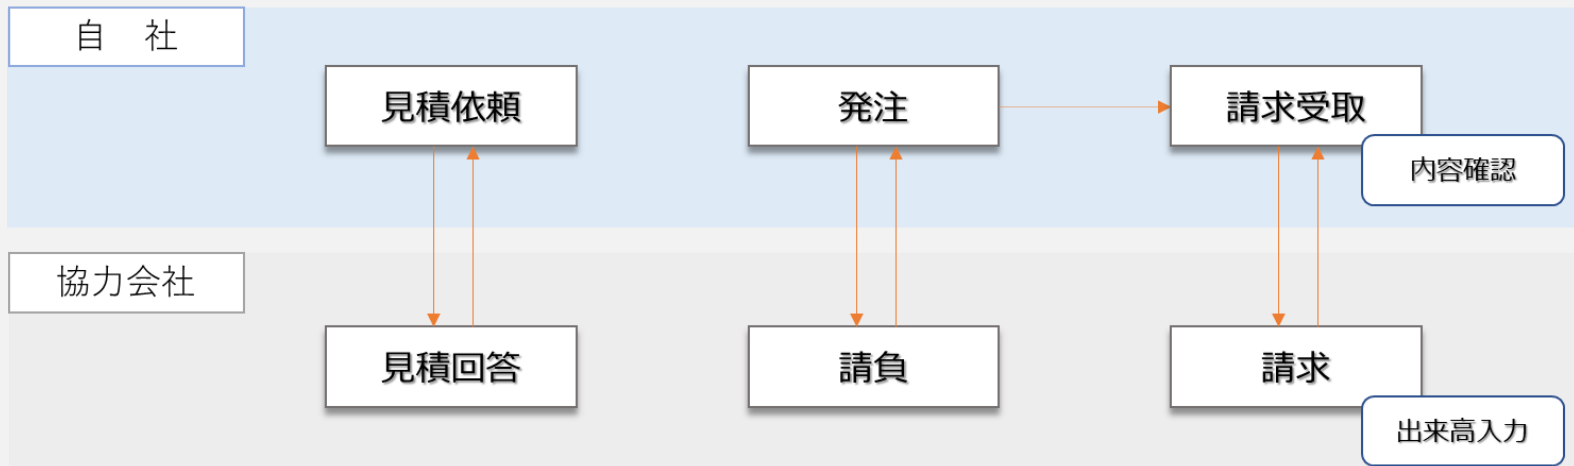 自　社
見積依頼
発注
請求受取
内容確認
協力会社
見積回答
請負
請求
出来高入力